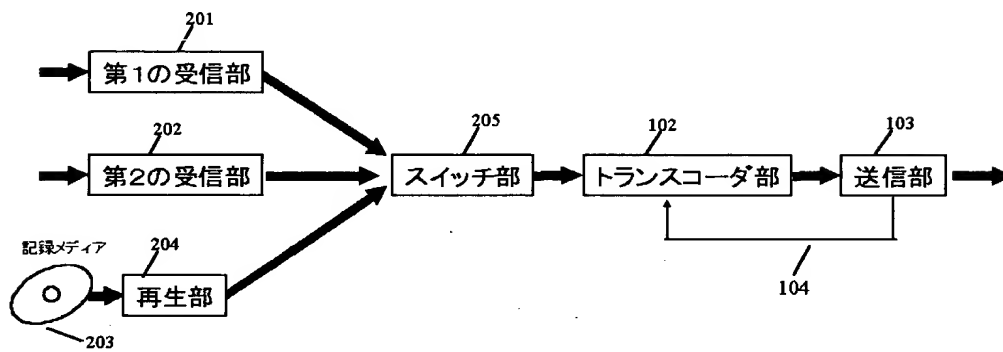 201
第1の受信部
202
第2の受信部
205
スイッチ部
102
トランスコーダ部
103
送信部
104
記録メディア
203
204
再生部